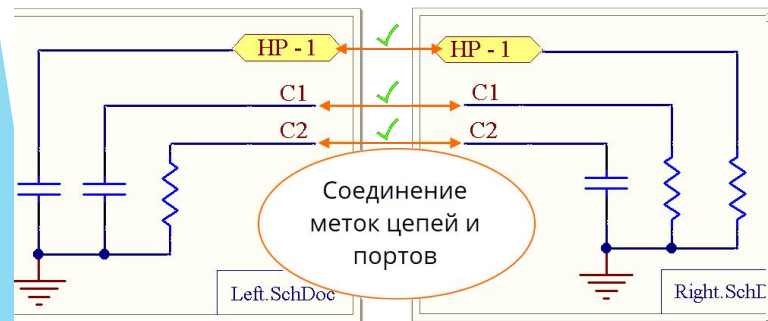 HP - 1
HP - 1
C1
C1
C2
C2
Соединение
меток цепей и
портов
Left.SchDoc
Right.SchD